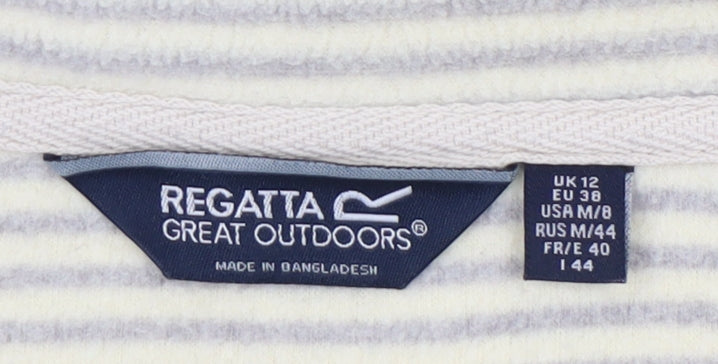 REGATTA
GREAT OUTDOORS®
MADE IN BANGLADESH
UK 12
EU 38
USA M/8
RUS M/44
FR/E 40
I 44